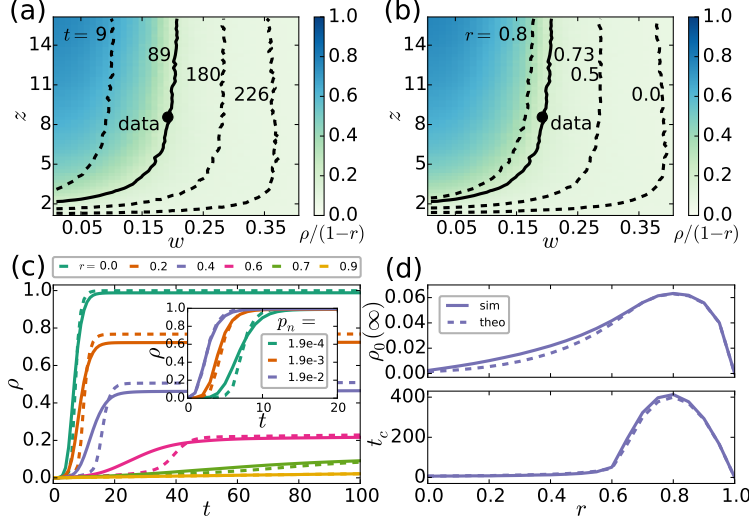 (a)
14
11
8
5
2
z
t = 9
89
180
226
data
0.05 0.15 0.25 0.35
w
1.0
0.8
0.6
0.4
0.2
0.0
ρ/(1−r)
(b)
14
11
8
5
2
z
r = 0.8
0.73
0.5
0.0
data
0.05 0.15 0.25 0.35
w
1.0
0.8
0.6
0.4
0.2
0.0
ρ/(1−r)
(c)
r = 0.0 0.2 0.4 0.6 0.7 0.9
1.0
0.8
0.6
0.4
0.2
0.0
ρ
0 20 40 60 80 100
t
1.0
0.8
0.6
0.4
0.2
0.0
ρ
pₙ =
1.9e-4
1.9e-3
1.9e-2
0 10 20
t
(d)
0.06
0.04
0.02
0.00
ρ₀(∞)
sim
theo
400
200
0
t_c
0.0 0.2 0.4 0.6 0.8 1.0
r